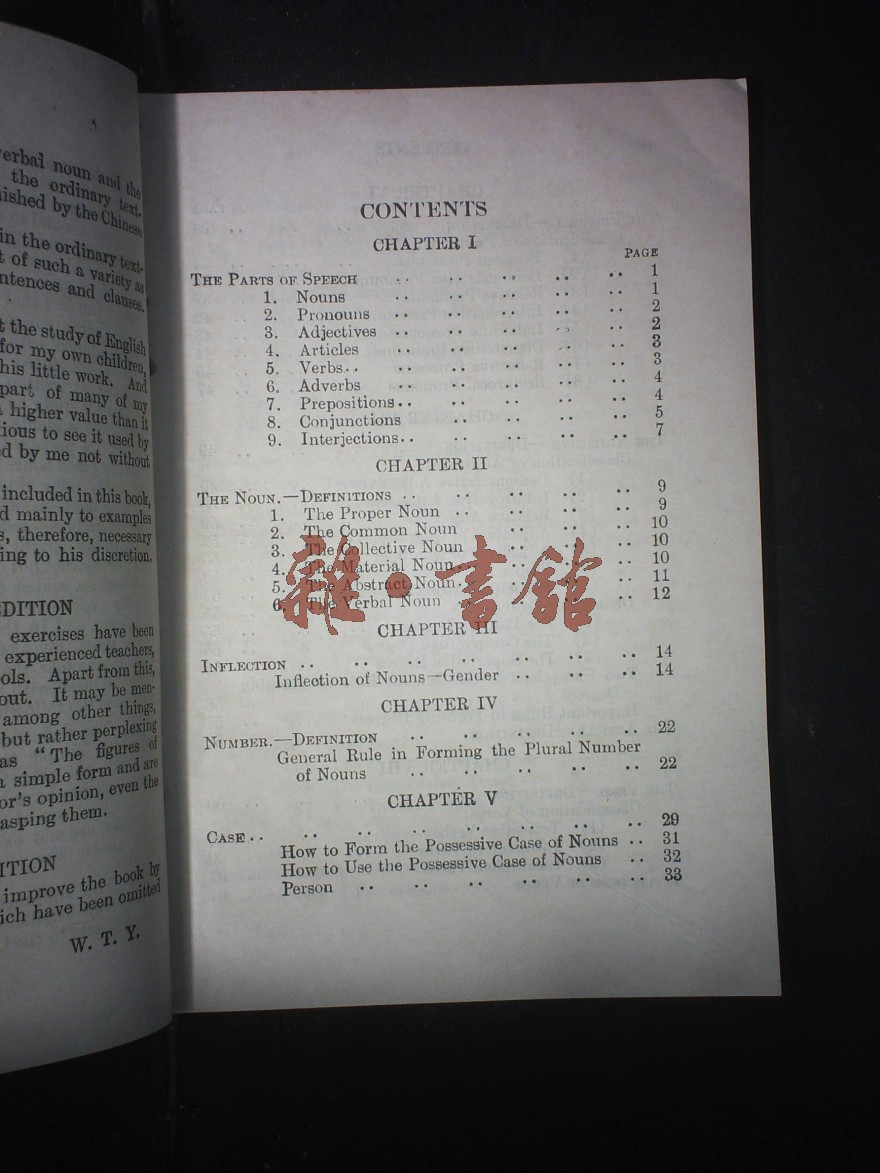 erbal noun and the
the ordinary text-
ished by the Chinese
in the ordinary text-
t of such a variety as
ntences and clauses.
t the study of English
for my own children,
his little work. And
part of many of my
higher value than it
ious to see it used by
d by me not without
included in this book,
d mainly to examples
s, therefore, necessary
ing to his discretion.
EDITION
exercises have been
experienced teachers,
ols. Apart from this,
out. It may be men-
among other things,
but rather perplexing
as "The figures of
simple form and are
or's opinion, even the
asping them.
ITION
improve the book by
ich have been omitted
W. T. Y.
CONTENTS
CHAPTER I
PAGE
THE PARTS OF SPEECH .. .. .. .. .. 1
1. Nouns .. .. .. .. .. 1
2. Pronouns .. .. .. .. .. 2
3. Adjectives .. .. .. .. .. 2
4. Articles .. .. .. .. .. 3
5. Verbs .. .. .. .. .. .. 3
6. Adverbs .. .. .. .. .. 4
7. Prepositions .. .. .. .. .. 4
8. Conjunctions .. .. .. .. 5
9. Interjections .. .. .. .. .. 7
CHAPTER II
THE NOUN.—DEFINITIONS .. .. .. .. .. 9
1. The Proper Noun .. .. .. .. 9
2. The Common Noun .. .. .. 10
3. The Collective Noun .. .. .. 10
4. The Material Noun .. .. .. .. 10
5. The Abstract Noun .. .. .. .. 11
6. The Verbal Noun .. .. .. .. 12
雜·書館
CHAPTER III
INFLECTION .. .. .. .. .. .. .. 14
Inflection of Nouns—Gender .. .. .. 14
CHAPTER IV
NUMBER.—DEFINITION .. .. .. .. .. 22
General Rule in Forming the Plural Number
of Nouns .. .. .. .. .. 22
CHAPTER V
CASE .. .. .. .. .. .. .. .. 29
How to Form the Possessive Case of Nouns .. 31
How to Use the Possessive Case of Nouns .. 32
Person .. .. .. .. .. .. 33